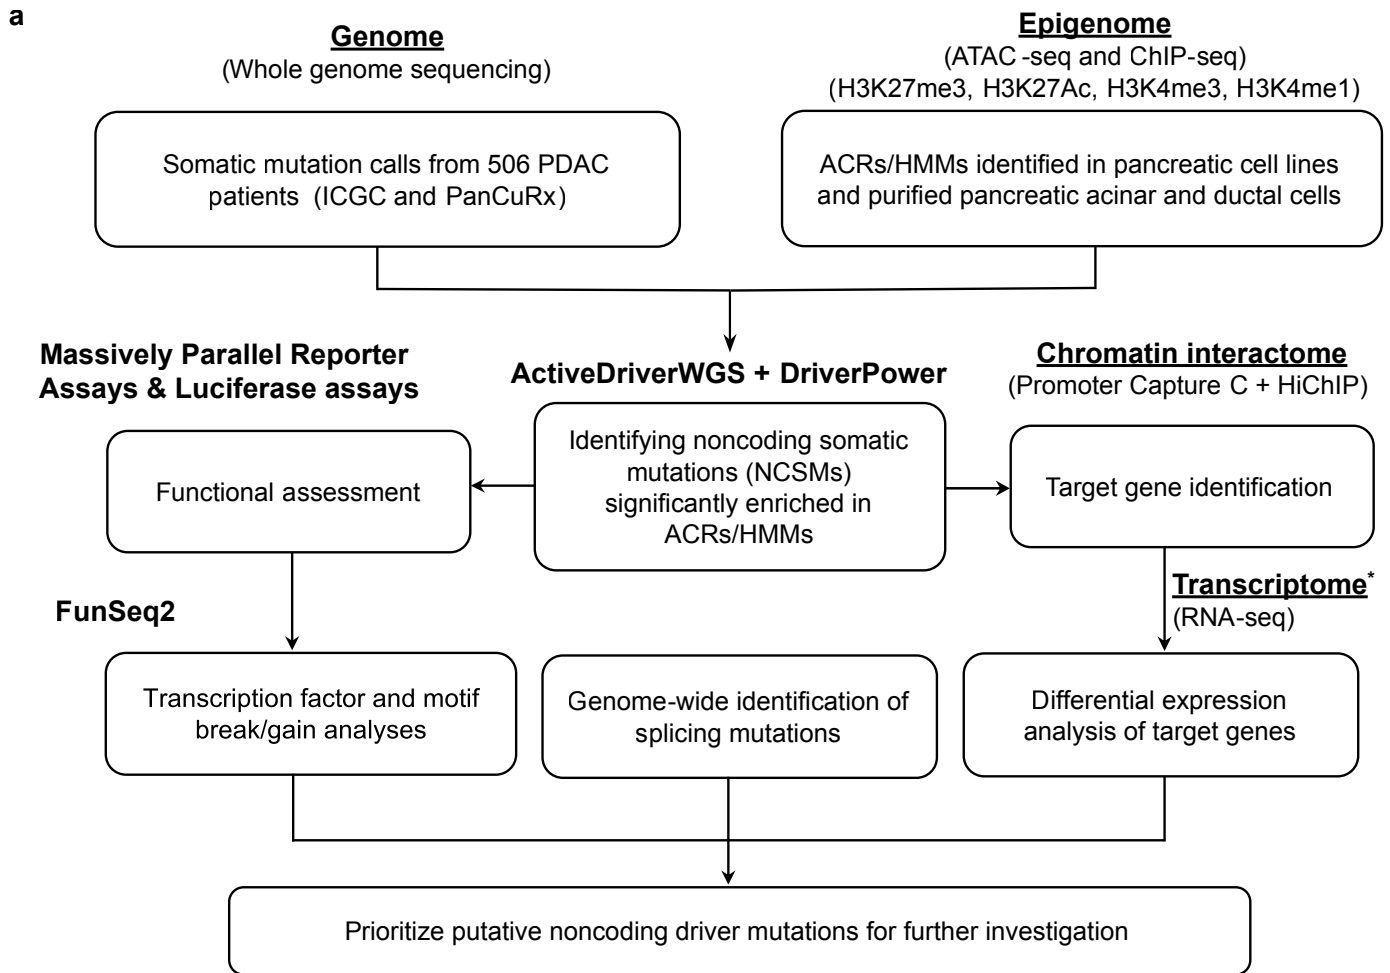 a
Genome
(Whole genome sequencing)
Epigenome
(ATAC-seq and ChIP-seq)
(H3K27me3, H3K27Ac, H3K4me3, H3K4me1)
Somatic mutation calls from 506 PDAC
patients (ICGC and PanCuRx)
ACRs/HMMs identified in pancreatic cell lines
and purified pancreatic acinar and ductal cells
Massively Parallel Reporter
Assays & Luciferase assays
ActiveDriverWGS + DriverPower
Chromatin interactome
(Promoter Capture C + HiChIP)
Functional assessment
Identifying noncoding somatic
mutations (NCSMs)
significantly enriched in
ACRs/HMMs
Target gene identification
FunSeq2
Transcriptome*
(RNA-seq)
Transcription factor and motif
break/gain analyses
Genome-wide identification of
splicing mutations
Differential expression
analysis of target genes
Prioritize putative noncoding driver mutations for further investigation